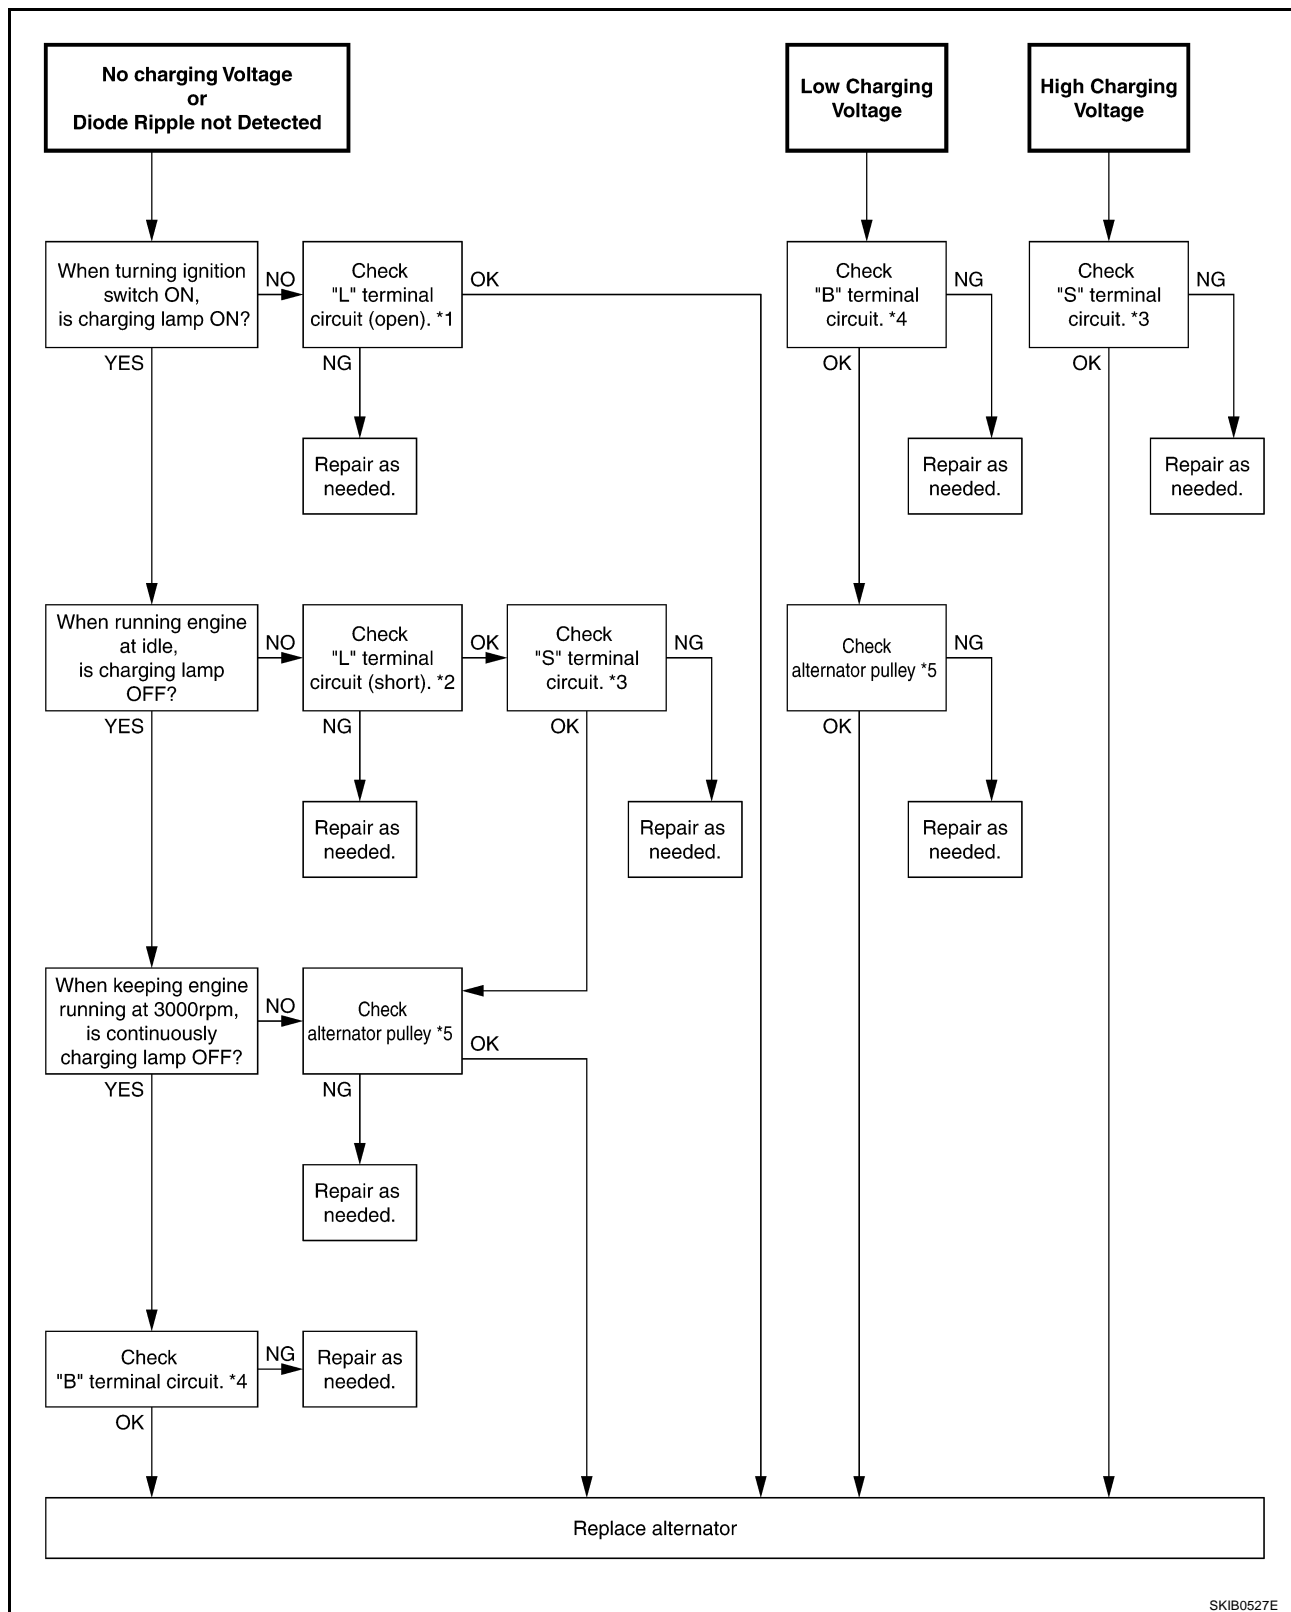 No charging Voltage
or
Diode Ripple not Detected
Low Charging
Voltage
High Charging
Voltage
When turning ignition
switch ON,
is charging lamp ON?
NO
Check
"L" terminal
circuit (open). *1
OK
Check
"B" terminal
circuit. *4
NG
Check
"S" terminal
circuit. *3
NG
YES
NG
OK
OK
Repair as
needed.
Repair as
needed.
Repair as
needed.
When running engine
at idle,
is charging lamp
OFF?
NO
Check
"L" terminal
circuit (short). *2
OK
Check
"S" terminal
circuit. *3
NG
Check
alternator pulley *5
NG
YES
NG
OK
OK
Repair as
needed.
Repair as
needed.
Repair as
needed.
When keeping engine
running at 3000rpm,
is continuously
charging lamp OFF?
NO
Check
alternator pulley *5
OK
YES
NG
Repair as
needed.
Check
"B" terminal circuit. *4
NG
Repair as
needed.
OK
Replace alternator
SKIB0527E